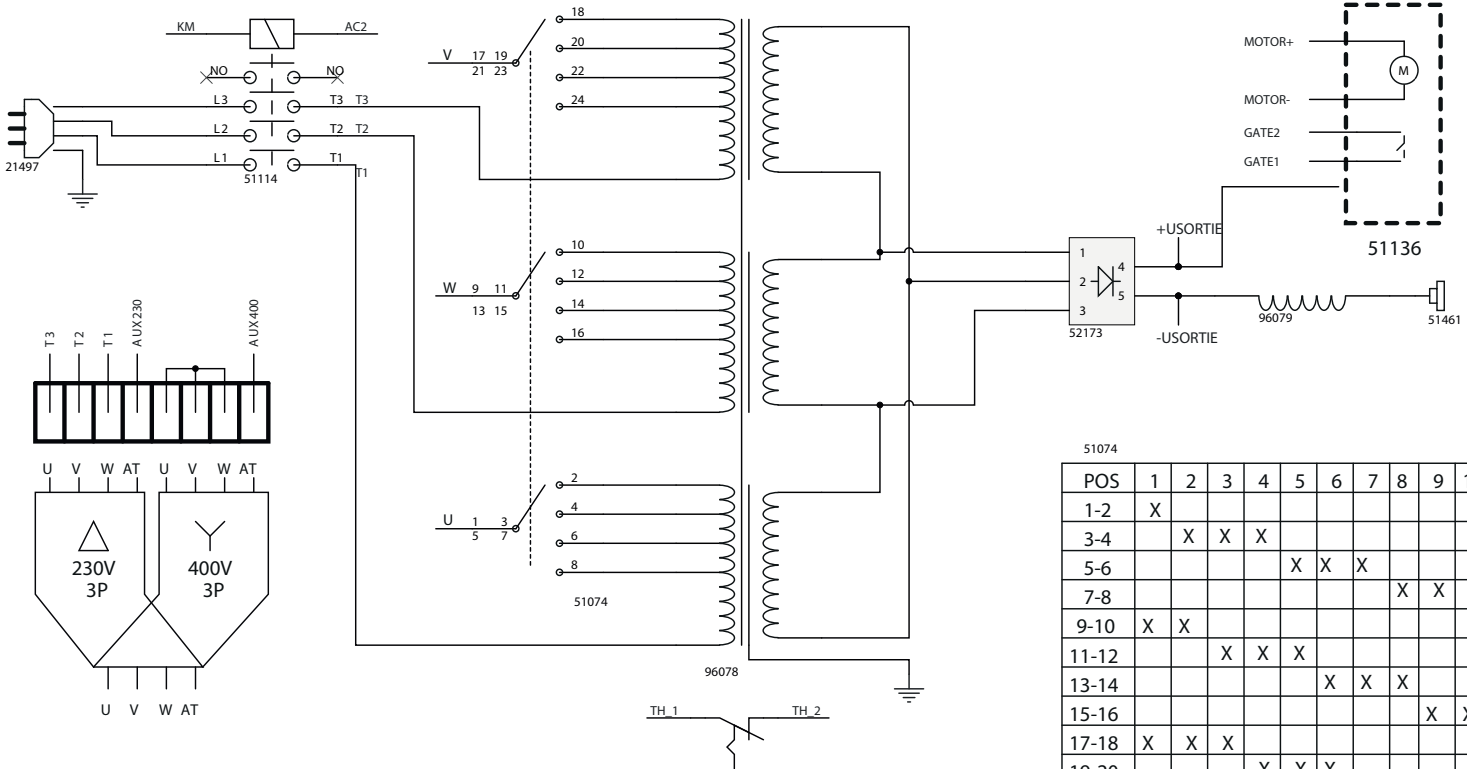 KM AC2
NO NO
L3 T3 T3
L2 T2 T2
L1 T1
T1
21497
51114
V 17 19
21 23
18
20
22
24
W 9 11
13 15
10
12
14
16
U 1 3
5 7
2
4
6
8
51074
96078
TH_1 TH_2
1
2
3
4
5
52173
+USORTIE
-USORTIE
96079
51461
MOTOR+
M
MOTOR-
GATE2
GATE1
51136
T3 T2 T1 AUX230 AUX400
U V W AT U V W AT
230V
3P
400V
3P
U V W AT
51074
POS 1 2 3 4 5 6 7 8 9
1-2 X
3-4 X X X
5-6 X X X
7-8 X X
9-10 X X
11-12 X X X
13-14 X X X
15-16 X
17-18 X X X
19-20 X X X